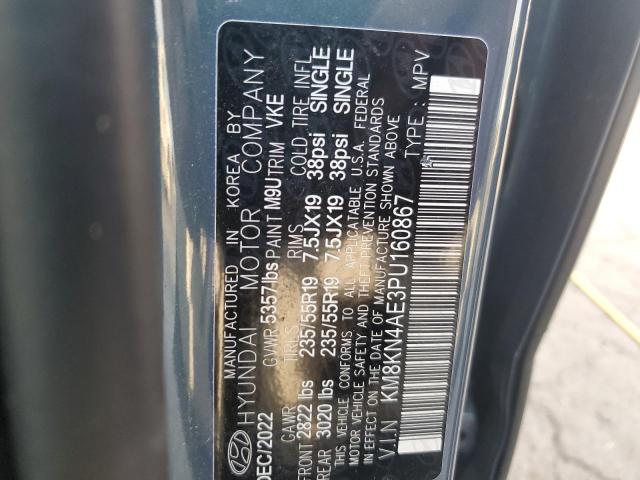 MANUFACTURED IN KOREA BY
HYUNDAI MOTOR COMPANY
DEC/2022 GVWR 5357lbs PAINT M9U TRIM VKE
GAWR RIMS COLD TIRE INFL
FRONT 2822 lbs 235/55R19 7.5JX19 38psi SINGLE
REAR 3020 lbs 235/55R19 7.5JX19 38psi SINGLE
THIS VEHICLE CONFORMS TO ALL APPLICABLE U.S.A. FEDERAL
MOTOR VEHICLE SAFETY AND THEFT PREVENTION STANDARDS
IN EFFECT ON THE DATE OF MANUFACTURE SHOWN ABOVE
V.I.N KM8KN4AE3PU160867 TYPE : MPV